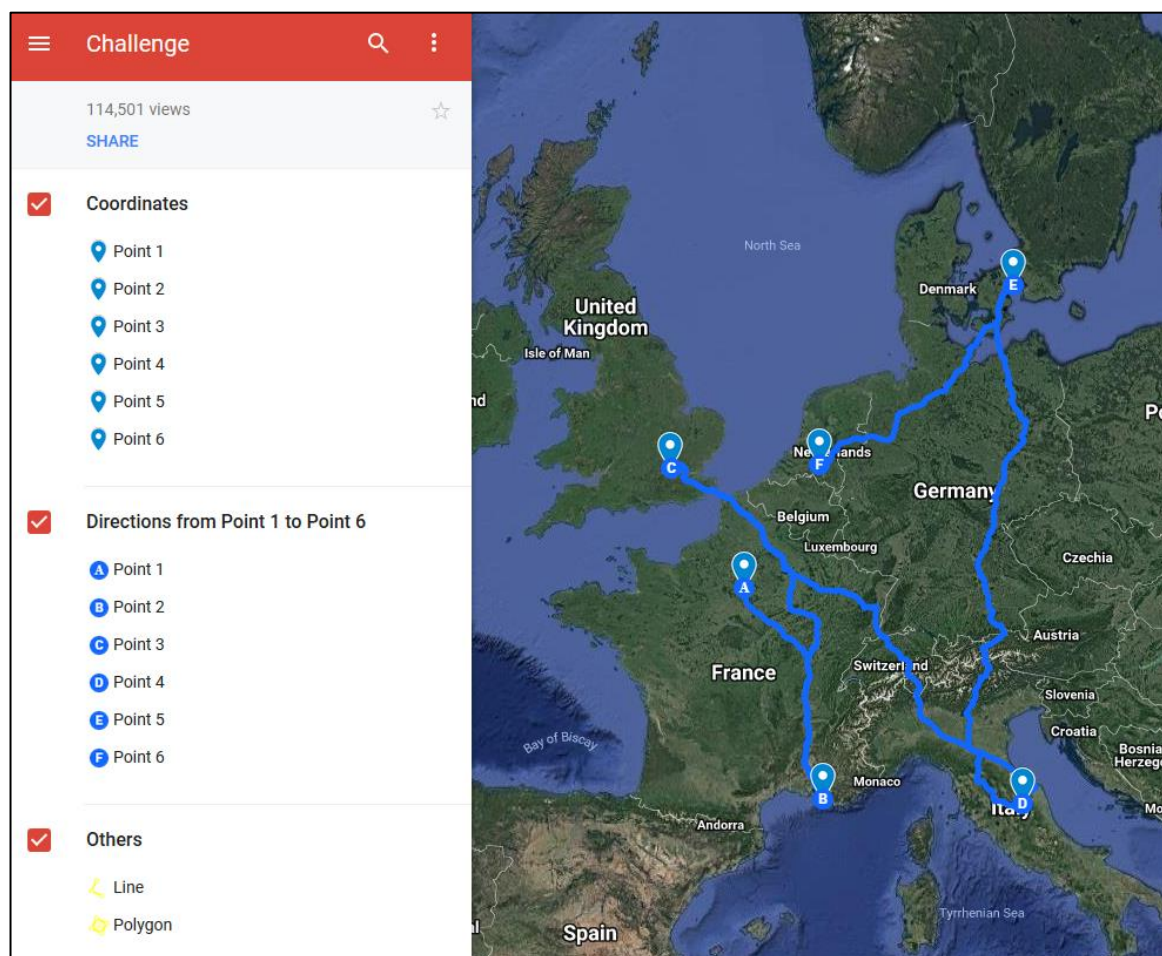 Challenge
114,501 views
SHARE
Coordinates
Point 1
Point 2
Point 3
Point 4
Point 5
Point 6
Directions from Point 1 to Point 6
A Point 1
B Point 2
C Point 3
D Point 4
E Point 5
F Point 6
Others
Line
Polygon
North Sea
E
Denmark
United
Kingdom
Isle of Man
nd
C
F
Germany
Belgium
Luxembourg
Czechia
A
Austria
France
Slovenia
Croatia
Bay of Biscay
Bosnia
Herzeg
Monaco
B
D
Andorra
Tyrrhenian Sea
Spain